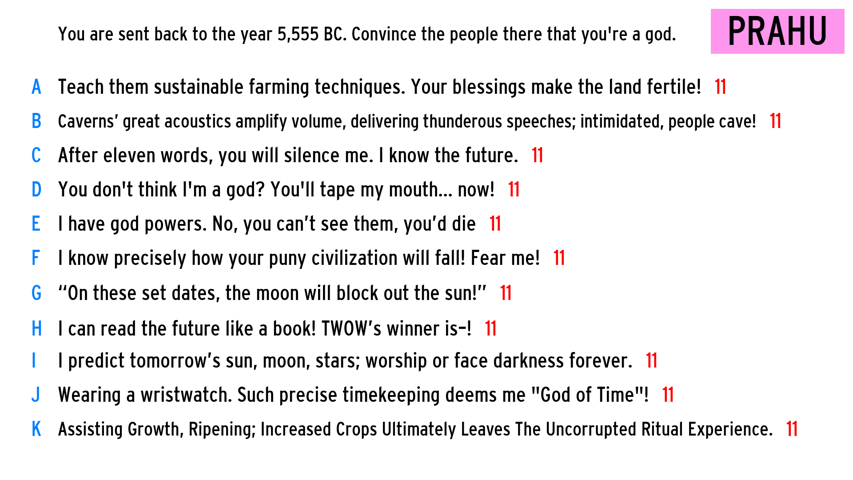 You are sent back to the year 5,555 BC. Convince the people there that you're a god. PRAHU
A Teach them sustainable farming techniques. Your blessings make the land fertile! 11
B Caverns’ great acoustics amplify volume, delivering thunderous speeches; intimidated, people cave! 11
C After eleven words, you will silence me. I know the future. 11
D You don't think I'm a god? You'll tape my mouth... now! 11
E I have god powers. No, you can’t see them, you’d die 11
F I know precisely how your puny civilization will fall! Fear me! 11
G “On these set dates, the moon will block out the sun!” 11
H I can read the future like a book! TWOW’s winner is–! 11
I I predict tomorrow’s sun, moon, stars; worship or face darkness forever. 11
J Wearing a wristwatch. Such precise timekeeping deems me "God of Time"! 11
K Assisting Growth, Ripening; Increased Crops Ultimately Leaves The Uncorrupted Ritual Experience. 11